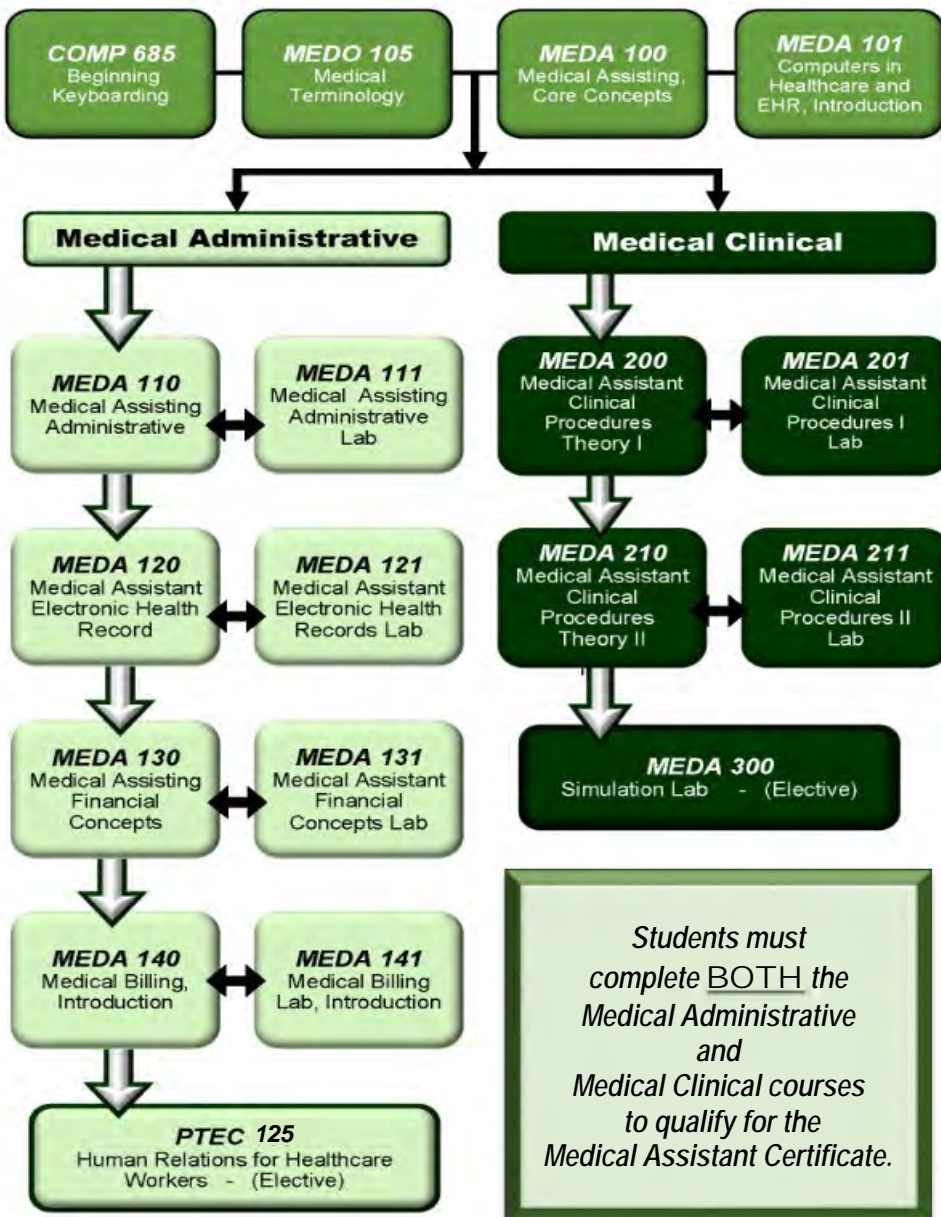 COMP 685
Beginning
Keyboarding
MEDO 105
Medical
Terminology
MEDA 100
Medical Assisting,
Core Concepts
MEDA 101
Computers in
Healthcare and
EHR, Introduction
Medical Administrative
MEDA 110
Medical Assisting
Administrative
MEDA 111
Medical Assisting
Administrative
Lab
MEDA 120
Medical Assistant
Electronic Health
Record
MEDA 121
Medical Assistant
Electronic Health
Records Lab
MEDA 130
Medical Assisting
Financial
Concepts
MEDA 131
Medical Assistant
Financial
Concepts Lab
MEDA 140
Medical Billing,
Introduction
MEDA 141
Medical Billing
Lab, Introduction
PTEC 125
Human Relations for Healthcare
Workers - (Elective)
Medical Clinical
MEDA 200
Medical Assistant
Clinical
Procedures
Theory I
MEDA 201
Medical Assistant
Clinical
Procedures I
Lab
MEDA 210
Medical Assistant
Clinical
Procedures
Theory II
MEDA 211
Medical Assistant
Clinical
Procedures II
Lab
MEDA 300
Simulation Lab - (Elective)
Students must
complete BOTH the
Medical Administrative
and
Medical Clinical courses
to qualify for the
Medical Assistant Certificate.